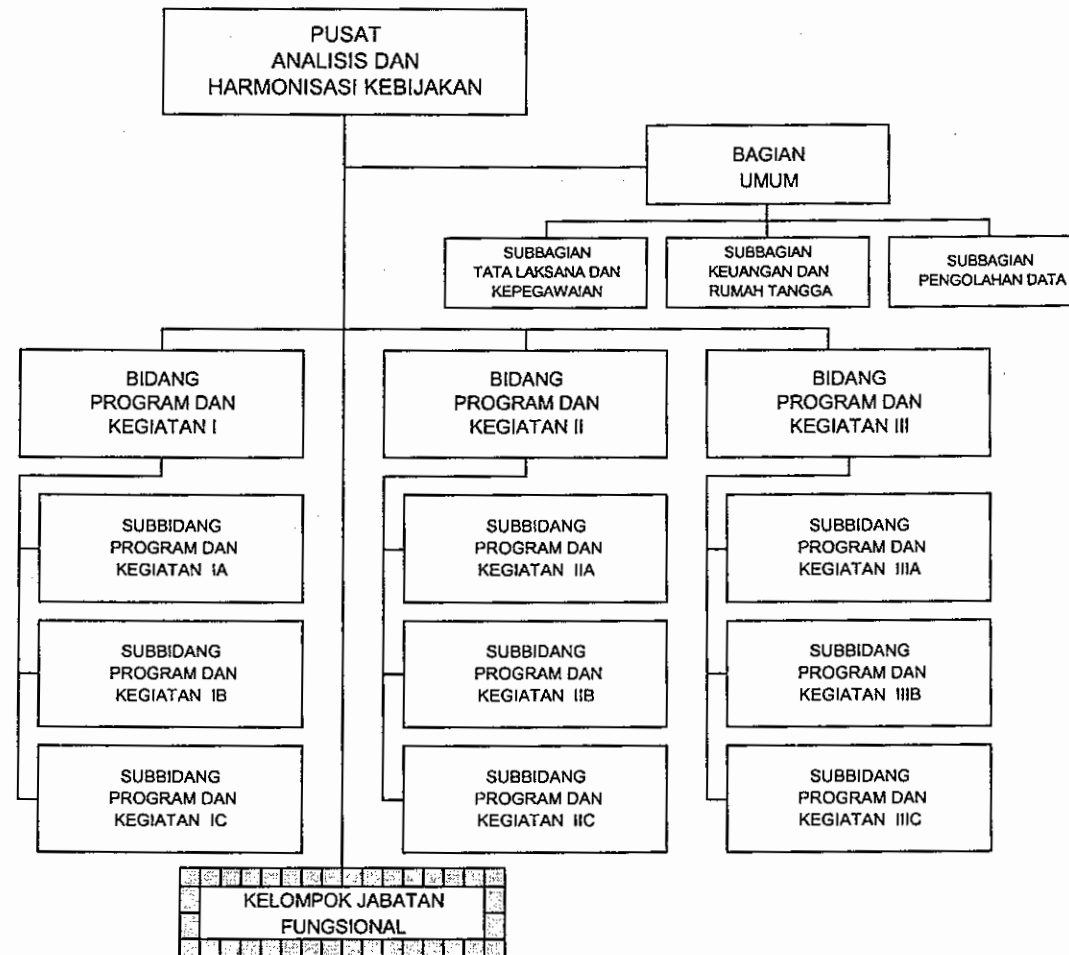 PUSAT
ANALISIS DAN
HARMONISASI KEBIJAKAN
BAGIAN
UMUM
SUBBAGIAN
TATA LAKSANA DAN
KEPEGAWAIAN
SUBBAGIAN
KEUANGAN DAN
RUMAH TANGGA
SUBBAGIAN
PENGOLAHAN DATA
BIDANG
PROGRAM DAN
KEGIATAN I
BIDANG
PROGRAM DAN
KEGIATAN II
BIDANG
PROGRAM DAN
KEGIATAN III
SUBBIDANG
PROGRAM DAN
KEGIATAN IA
SUBBIDANG
PROGRAM DAN
KEGIATAN IIA
SUBBIDANG
PROGRAM DAN
KEGIATAN IIIA
SUBBIDANG
PROGRAM DAN
KEGIATAN IB
SUBBIDANG
PROGRAM DAN
KEGIATAN IIB
SUBBIDANG
PROGRAM DAN
KEGIATAN IIIB
SUBBIDANG
PROGRAM DAN
KEGIATAN IC
SUBBIDANG
PROGRAM DAN
KEGIATAN IIC
SUBBIDANG
PROGRAM DAN
KEGIATAN IIIC
KELOMPOK JABATAN
FUNGSIONAL